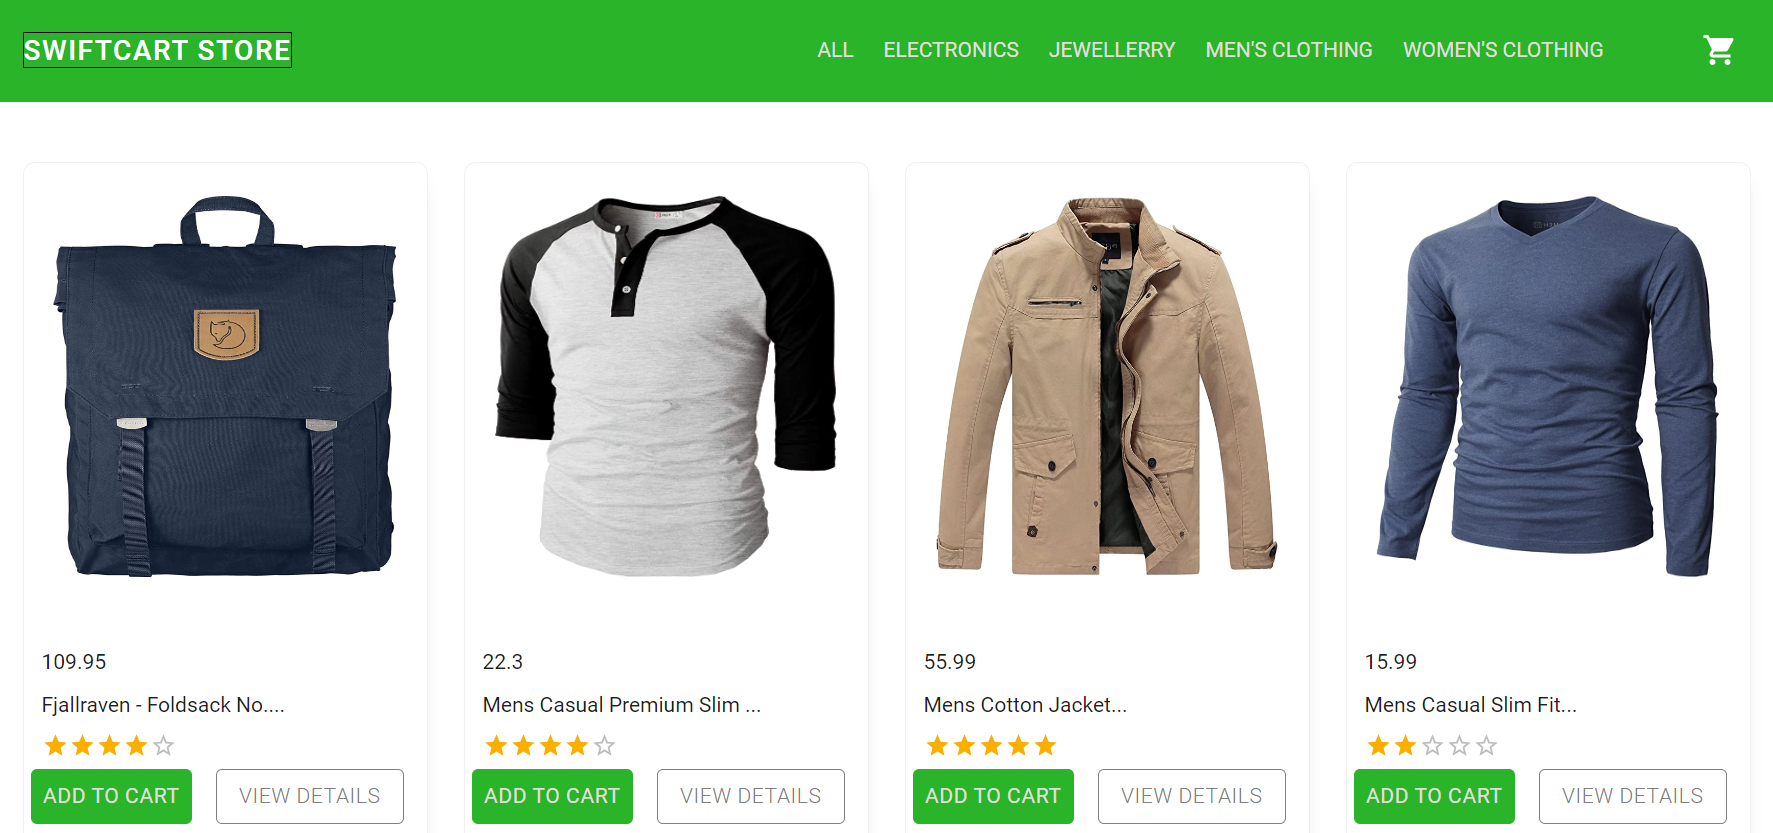 SWIFTCART STORE
ALL ELECTRONICS JEWELLERRY MEN'S CLOTHING WOMEN'S CLOTHING
109.95
Fjallraven - Foldsack No....
ADD TO CART VIEW DETAILS
22.3
Mens Casual Premium Slim ...
ADD TO CART VIEW DETAILS
55.99
Mens Cotton Jacket...
ADD TO CART VIEW DETAILS
15.99
Mens Casual Slim Fit...
ADD TO CART VIEW DETAILS